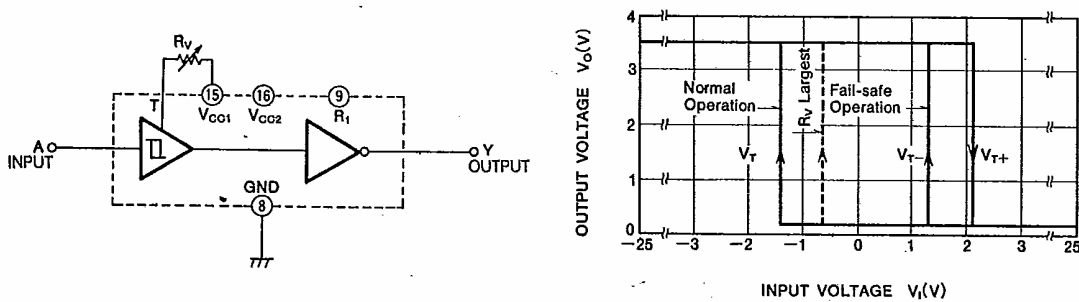 Rv
T
15
16
9
VCC1
VCC2
R1
A
INPUT
Y
OUTPUT
GND
8
OUTPUT VOLTAGE Vo(V)
4
3
2
1
0
Normal
Operation
Rv Largest
Fail-safe
Operation
VT
VT−
VT+
−25
−3
−2
−1
0
1
2
3
25
INPUT VOLTAGE VI(V)